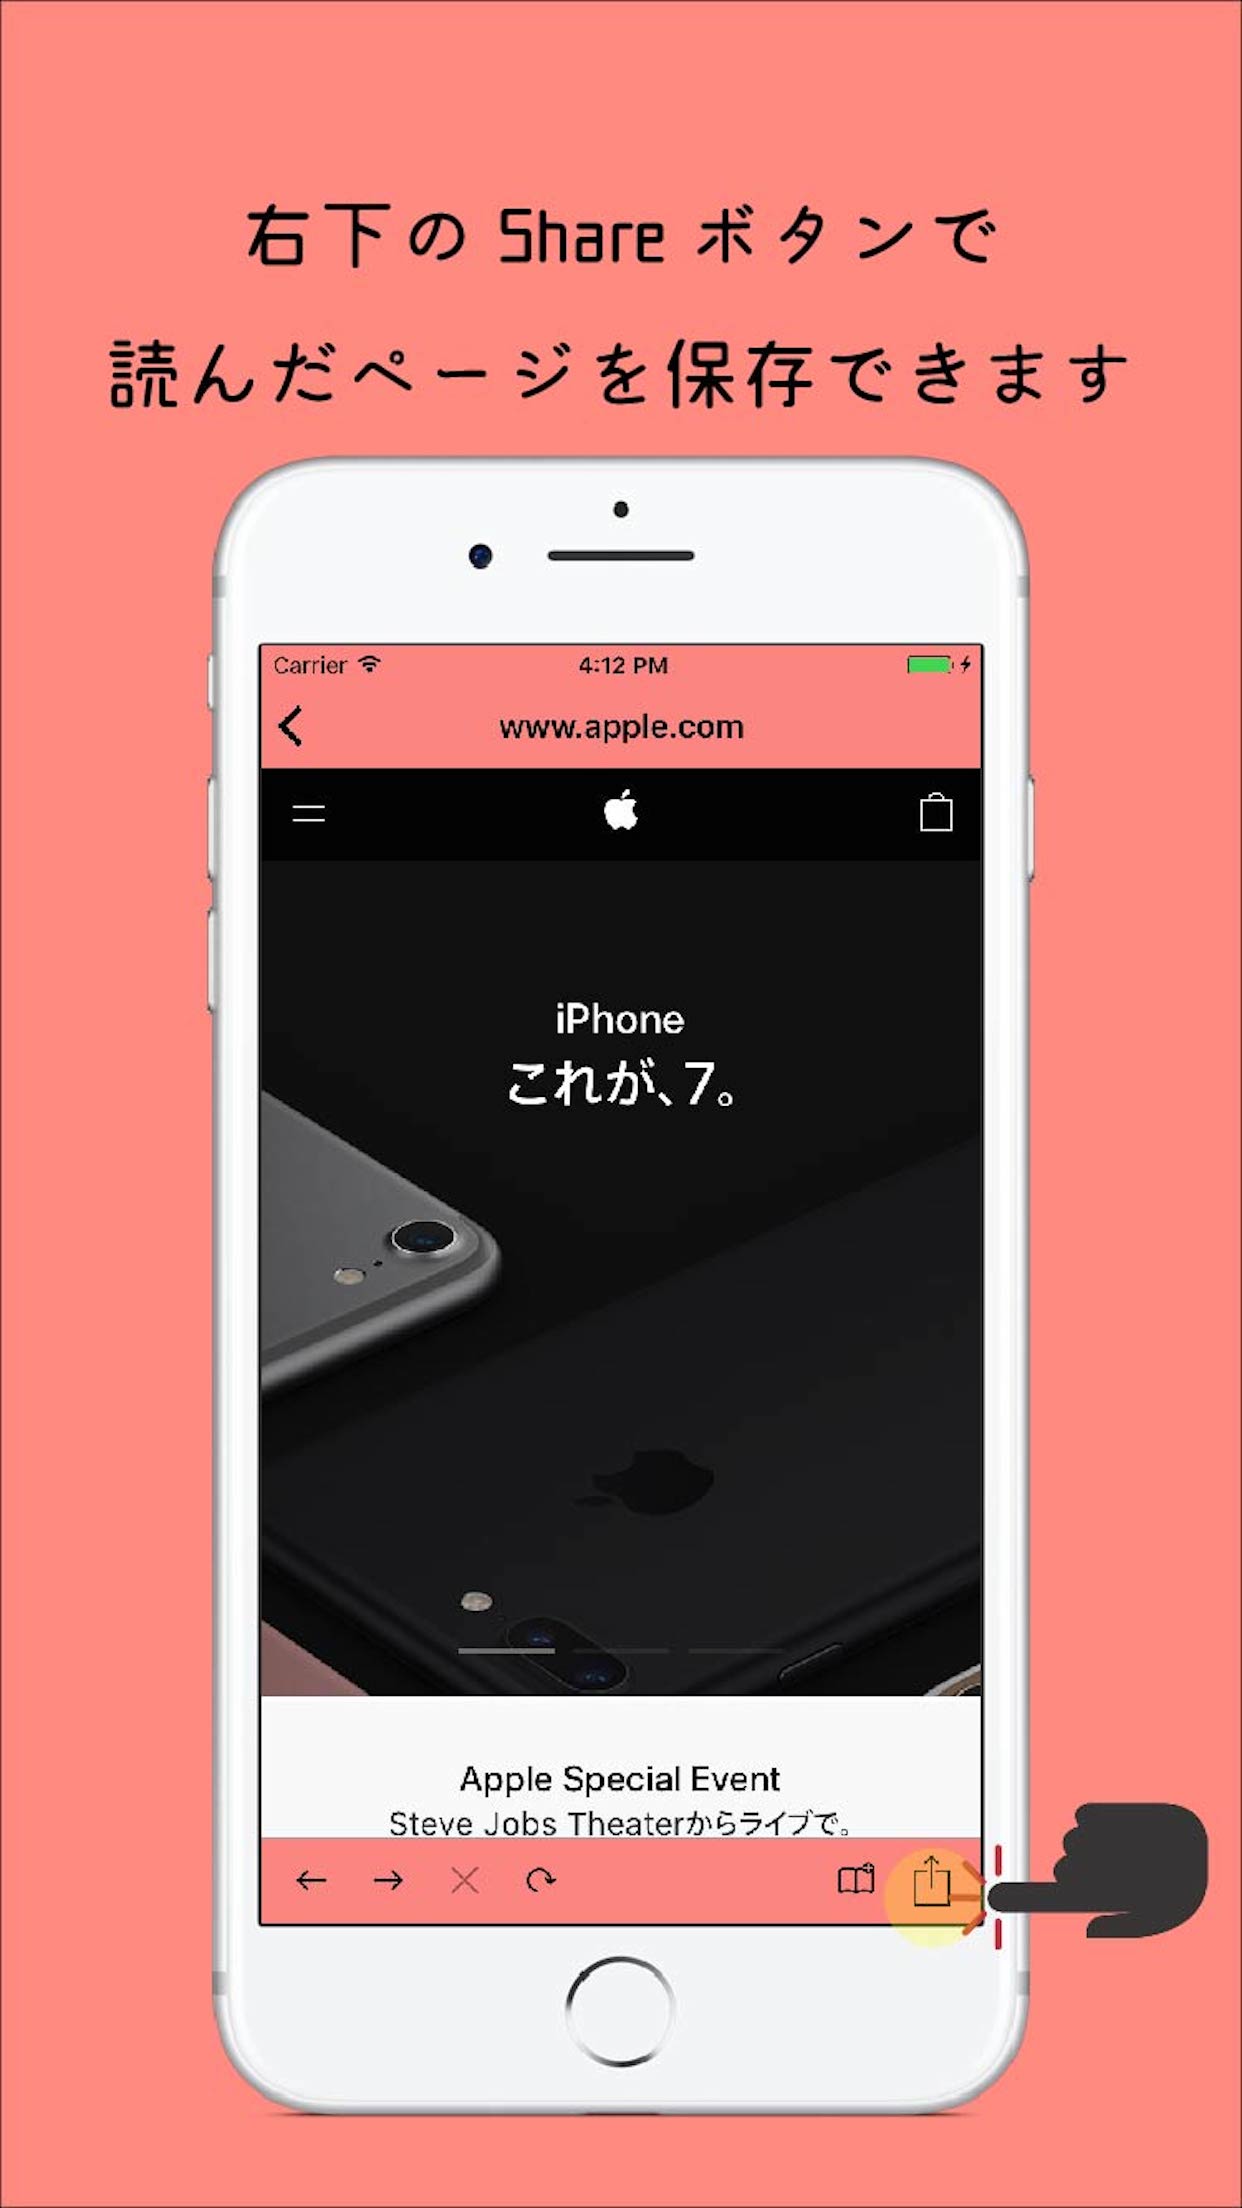 右下の Share ボタンで
読んだページを保存できます
Carrier 4:12 PM
www.apple.com
iPhone
これが、7。
Apple Special Event
Steve Jobs Theaterからライブで。